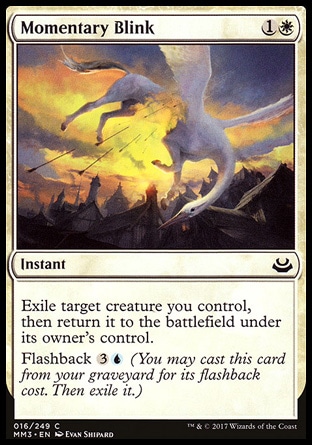 Momentary Blink 1
Instant
Exile target creature you control,
then return it to the battlefield under
its owner's control.
Flashback 3 (You may cast this card
from your graveyard for its flashback
cost. Then exile it.)
016/249 C
MM3 • EN Evan Shipard ™ & © 2017 Wizards of the Coast